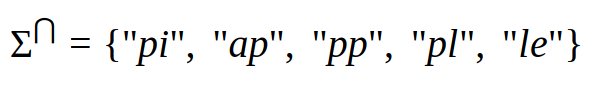 Σ^∩ = {"pi", "ap", "pp", "pl", "le"}